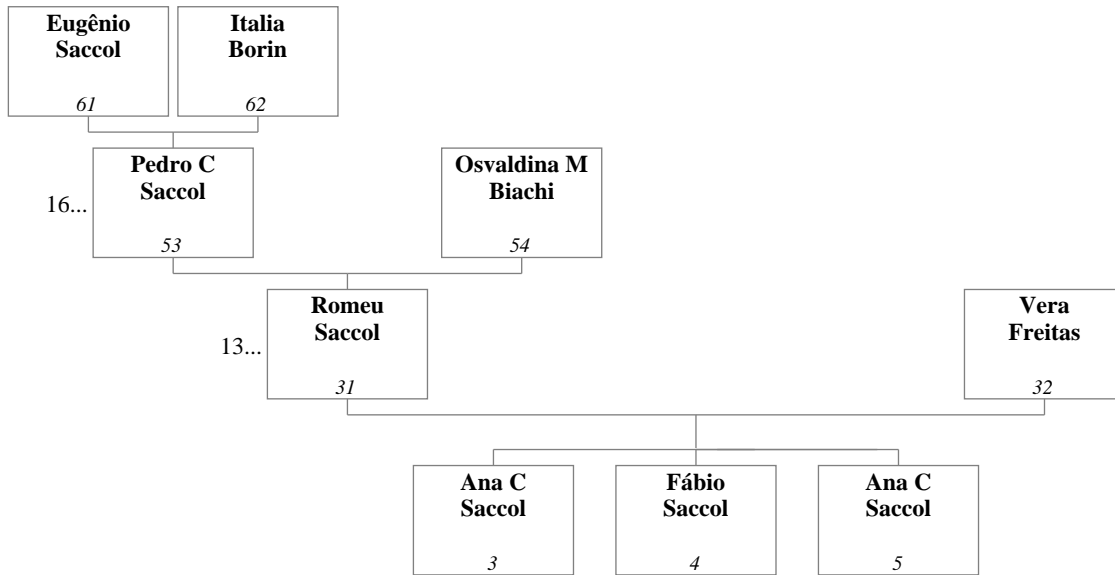 Eugênio
Saccol
61
Italia
Borin
62
16...
Pedro C
Saccol
53
Osvaldina M
Biachi
54
13...
Romeu
Saccol
31
Vera
Freitas
32
Ana C
Saccol
3
Fábio
Saccol
4
Ana C
Saccol
5